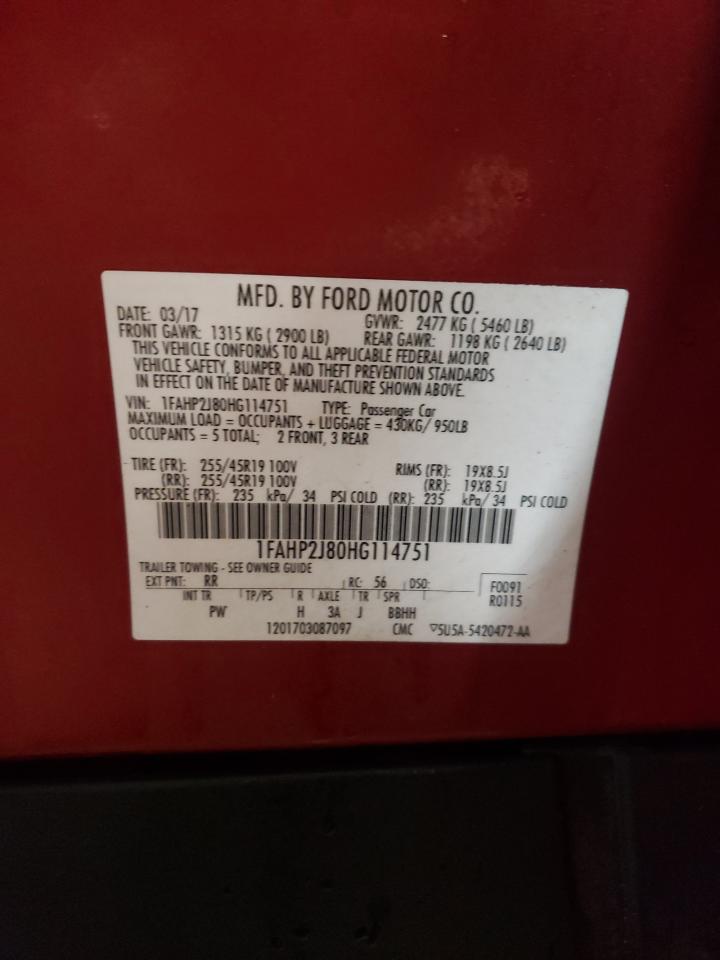 MFD. BY FORD MOTOR CO.
DATE: 03/17 GVWR: 2477 KG ( 5460 LB)
FRONT GAWR: 1315 KG ( 2900 LB) REAR GAWR: 1198 KG ( 2640 LB)
THIS VEHICLE CONFORMS TO ALL APPLICABLE FEDERAL MOTOR
VEHICLE SAFETY, BUMPER, AND THEFT PREVENTION STANDARDS
IN EFFECT ON THE DATE OF MANUFACTURE SHOWN ABOVE.
VIN: 1FAHP2J80HG114751 TYPE: Passenger Car
MAXIMUM LOAD = OCCUPANTS + LUGGAGE = 430KG/ 950LB
OCCUPANTS = 5 TOTAL; 2 FRONT, 3 REAR
TIRE (FR): 255/45R19 100V RIMS (FR): 19X8.5J
(RR): 255/45R19 100V (RR): 19X8.5J
PRESSURE (FR): 235 kPa/ 34 PSI COLD (RR): 235 kPa/ 34 PSI COLD
1FAHP2J80HG114751
TRAILER TOWING - SEE OWNER GUIDE
EXT PNT: RR RC: 56 DSO: F0091
INT TR TP/PS R AXLE TR SPR R0115
PW H 3A J BBHH
1201703087097 CMC ▽5U5A-5420472-AA